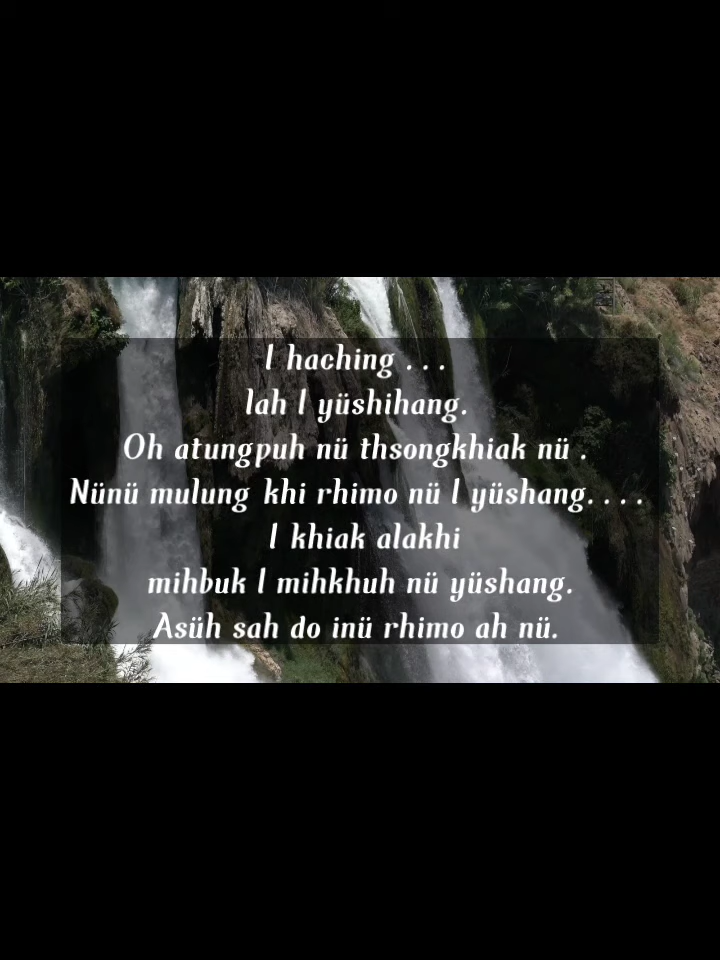 I haching . . .
lah I yüshihang.
Oh atungpuh nü thsongkhiak nü .
Nünü mulung khi rhimo nü I yüshang. . . .
I khiak alakhi
mihbuk I mihkhuh nü yüshang.
Asüh sah do inü rhimo ah nü.